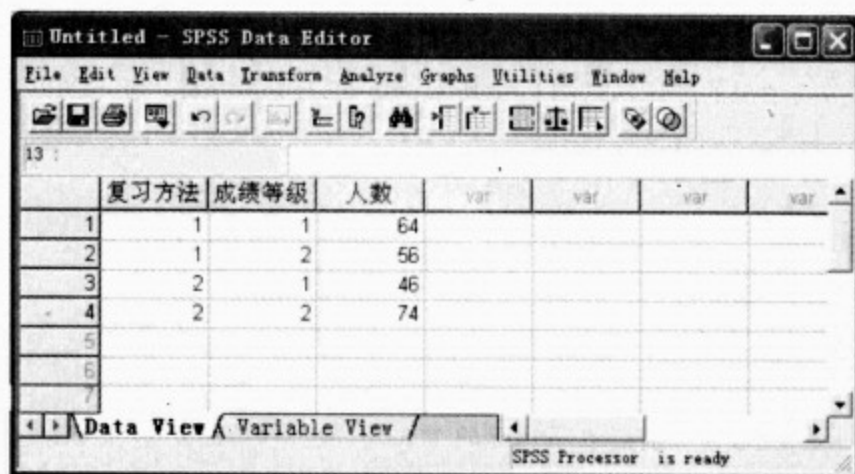 Untitled - SPSS Data Editor
File Edit View Data Transform Analyze Graphs Utilities Window Help
13 :
复习方法 成绩等级 人数 var var var var
1 1 1 64
2 1 2 56
3 2 1 46
4 2 2 74
5
6
7
Data View Variable View
SPSS Processor is ready